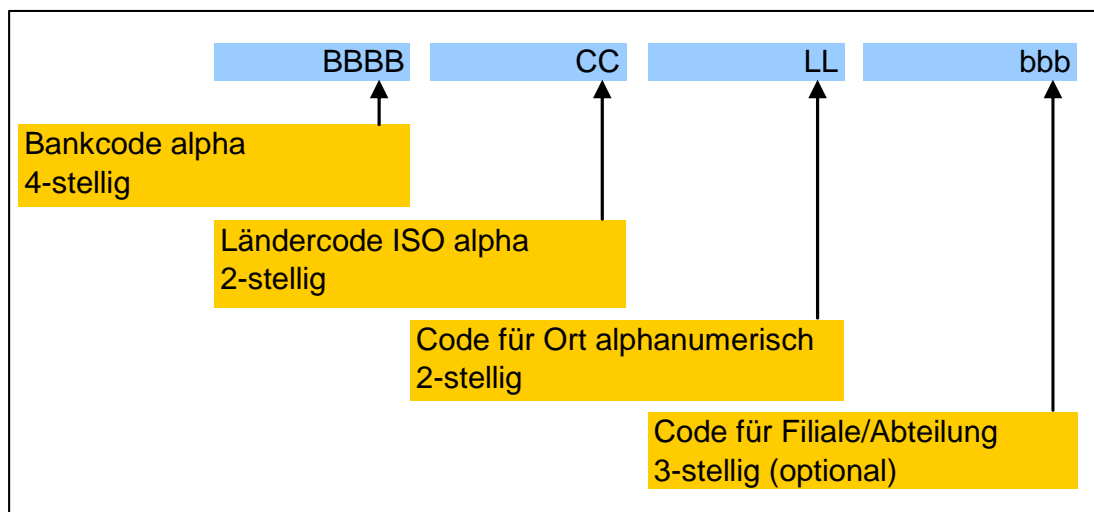 BBBB CC LL bbb
Bankcode alpha
4-stellig
Ländercode ISO alpha
2-stellig
Code für Ort alphanumerisch
2-stellig
Code für Filiale/Abteilung
3-stellig (optional)